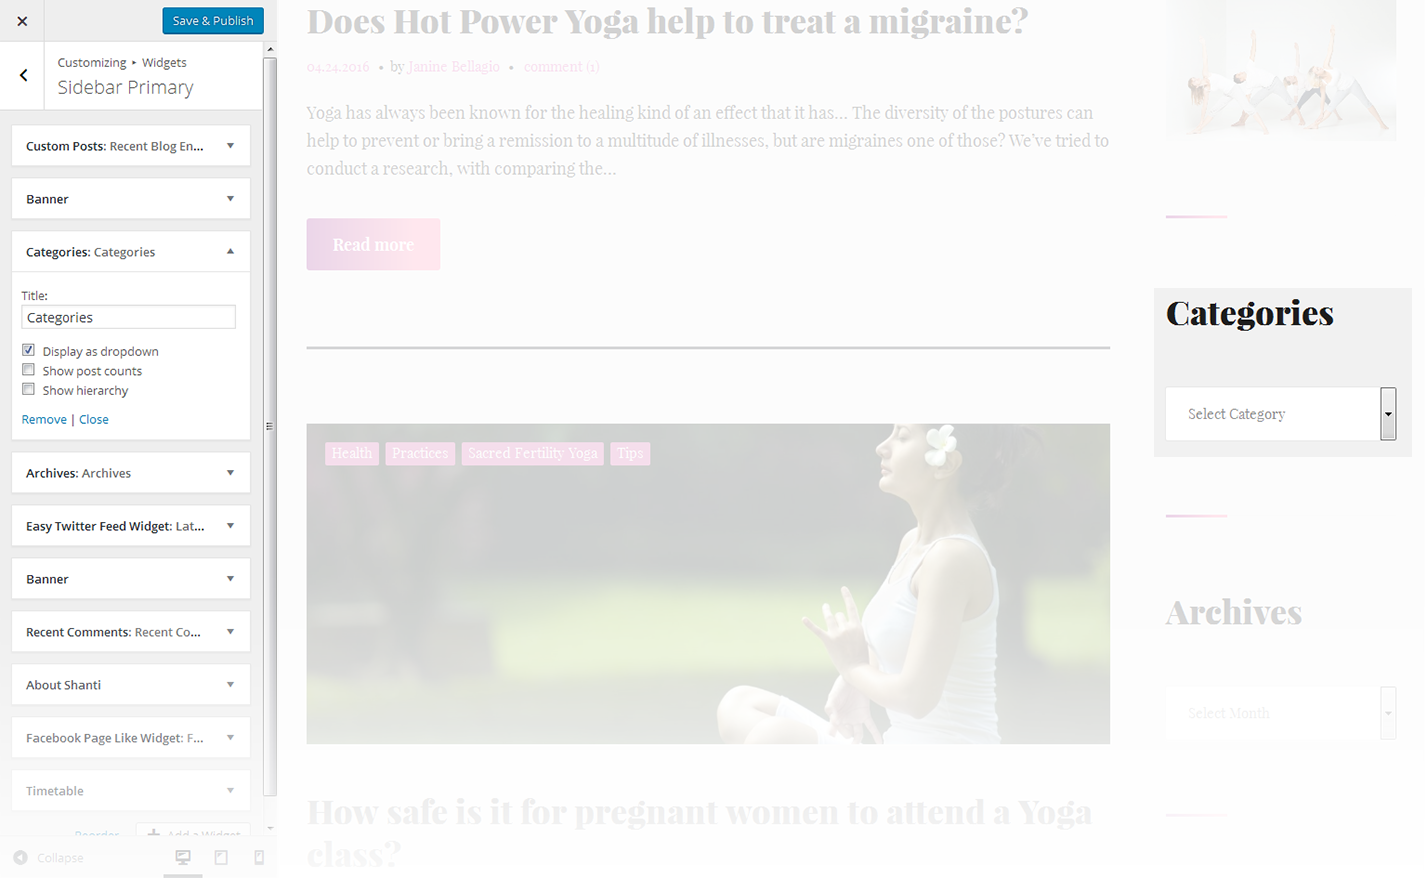 Save & Publish
Customizing ▸ Widgets
Sidebar Primary
Custom Posts: Recent Blog En...
Banner
Categories: Categories
Title:
Categories
Display as dropdown
Show post counts
Show hierarchy
Remove | Close
Archives: Archives
Easy Twitter Feed Widget: Lat...
Banner
Recent Comments: Recent Co...
About Shanti
Facebook Page Like Widget: F...
Timetable
Reorder
Add a Widget
Collapse
Does Hot Power Yoga help to treat a migraine?
04.24.2016 • by Janine Bellagio • comment (1)
Yoga has always been known for the healing kind of an effect that it has... The diversity of the postures can
help to prevent or bring a remission to a multitude of illnesses, but are migraines one of those? We've tried to
conduct a research, with comparing the...
Read more
Health Practices Sacred Fertility Yoga Tips
How safe is it for pregnant women to attend a Yoga
class?
Categories
Select Category
Archives
Select Month